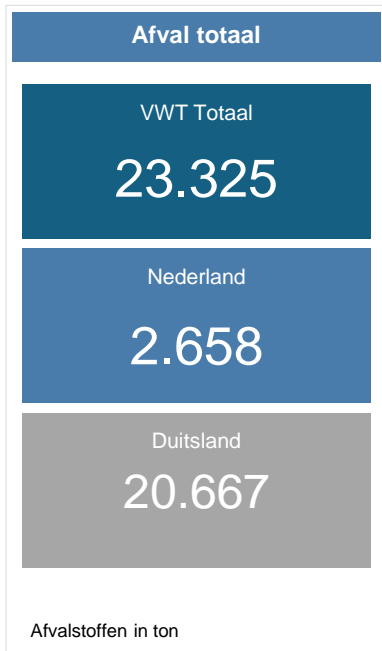 Afval totaal
VWT Totaal
23.325
Nederland
2.658
Duitsland
20.667
Afvalstoffen in ton